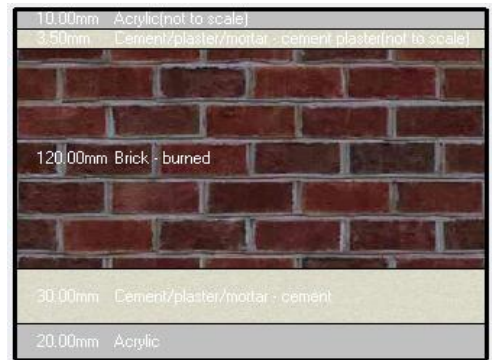 10.00mm Acrylic(not to scale)
3.50mm Cement/plaster/mortar - cement plaster(not to scale)
120.00mm Brick - burned
30.00mm Cement/plaster/mortar - cement
20.00mm Acrylic